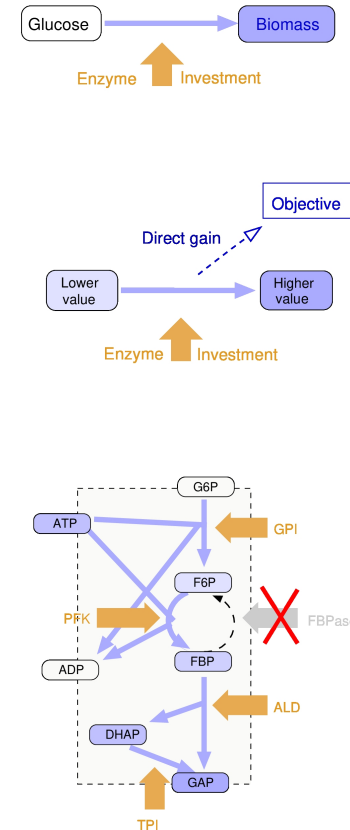 Glucose
Biomass
Enzyme Investment
Objective
Direct gain
Lower
value
Higher
value
Enzyme Investment
G6P
ATP
GPI
F6P
PFK
FBPase
ADP
FBP
ALD
DHAP
GAP
TPI